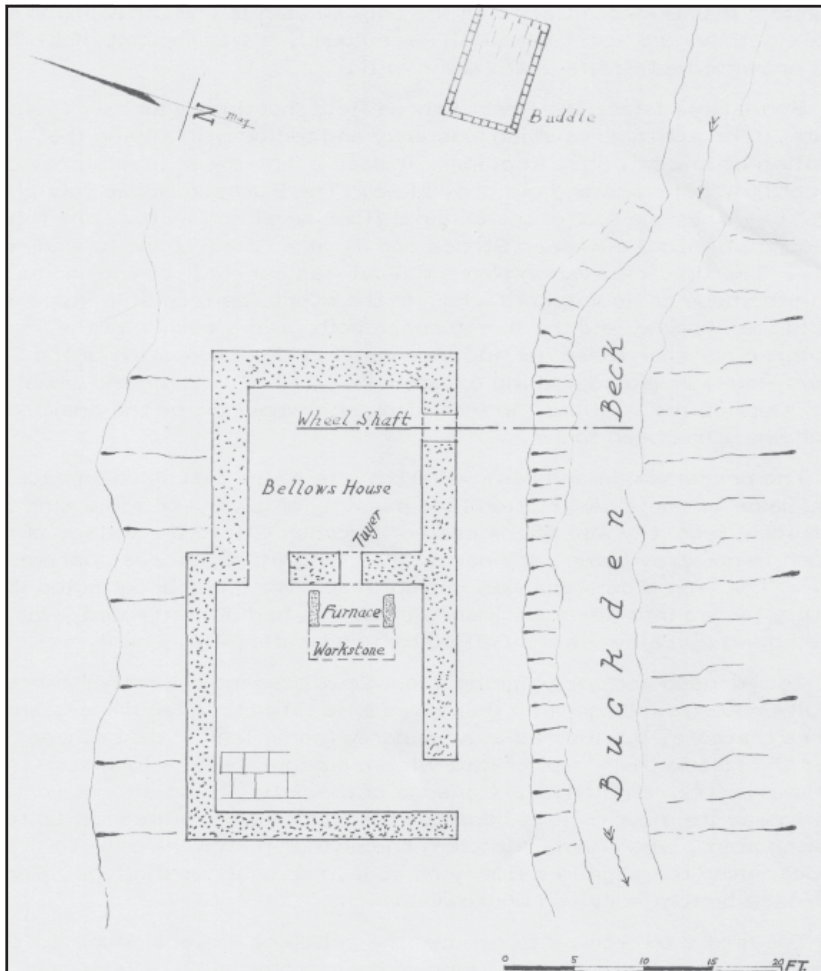 Buddle
N Mag
Wheel Shaft
Bellows House
Tuyer
Furnace
Workstone
Buckden Beck
0 5 10 15 20 FT.